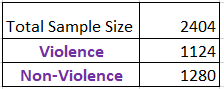 Total Sample Size 2404
Violence 1124
Non-Violence 1280